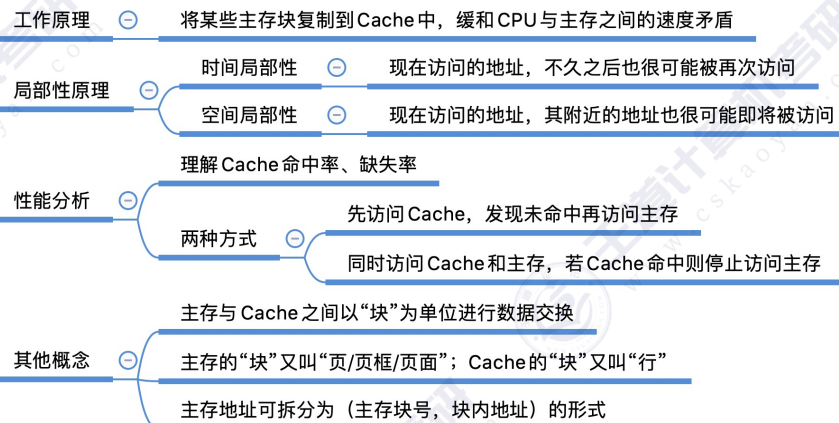 工作原理
将某些主存块复制到Cache中，缓和CPU与主存之间的速度矛盾
局部性原理
时间局部性
现在访问的地址，不久之后也很可能被再次访问
空间局部性
现在访问的地址，其附近的地址也很可能即将被访问
性能分析
理解Cache命中率、缺失率
两种方式
先访问Cache，发现未命中再访问主存
同时访问Cache和主存，若Cache命中则停止访问主存
其他概念
主存与Cache之间以“块”为单位进行数据交换
主存的“块”又叫“页/页框/页面”；Cache的“块”又叫“行”
主存地址可拆分为（主存块号，块内地址）的形式
王道计算机考研